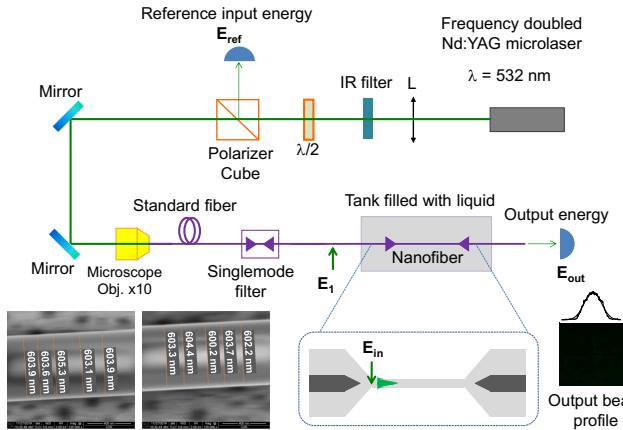 Reference input energy
E_ref
Frequency doubled
Nd:YAG microlaser
λ = 532 nm
Mirror
IR filter
L
Polarizer
Cube
λ/2
Standard fiber
Tank filled with liquid
Output energy
Mirror
Microscope
Obj. x10
Singlemode
filter
E_1
Nanofiber
E_out
603.9 nm
603.6 nm
605.3 nm
603.1 nm
603.9 nm
603.3 nm
604.4 nm
600.2 nm
603.7 nm
602.2 nm
E_in
Output bea
profile